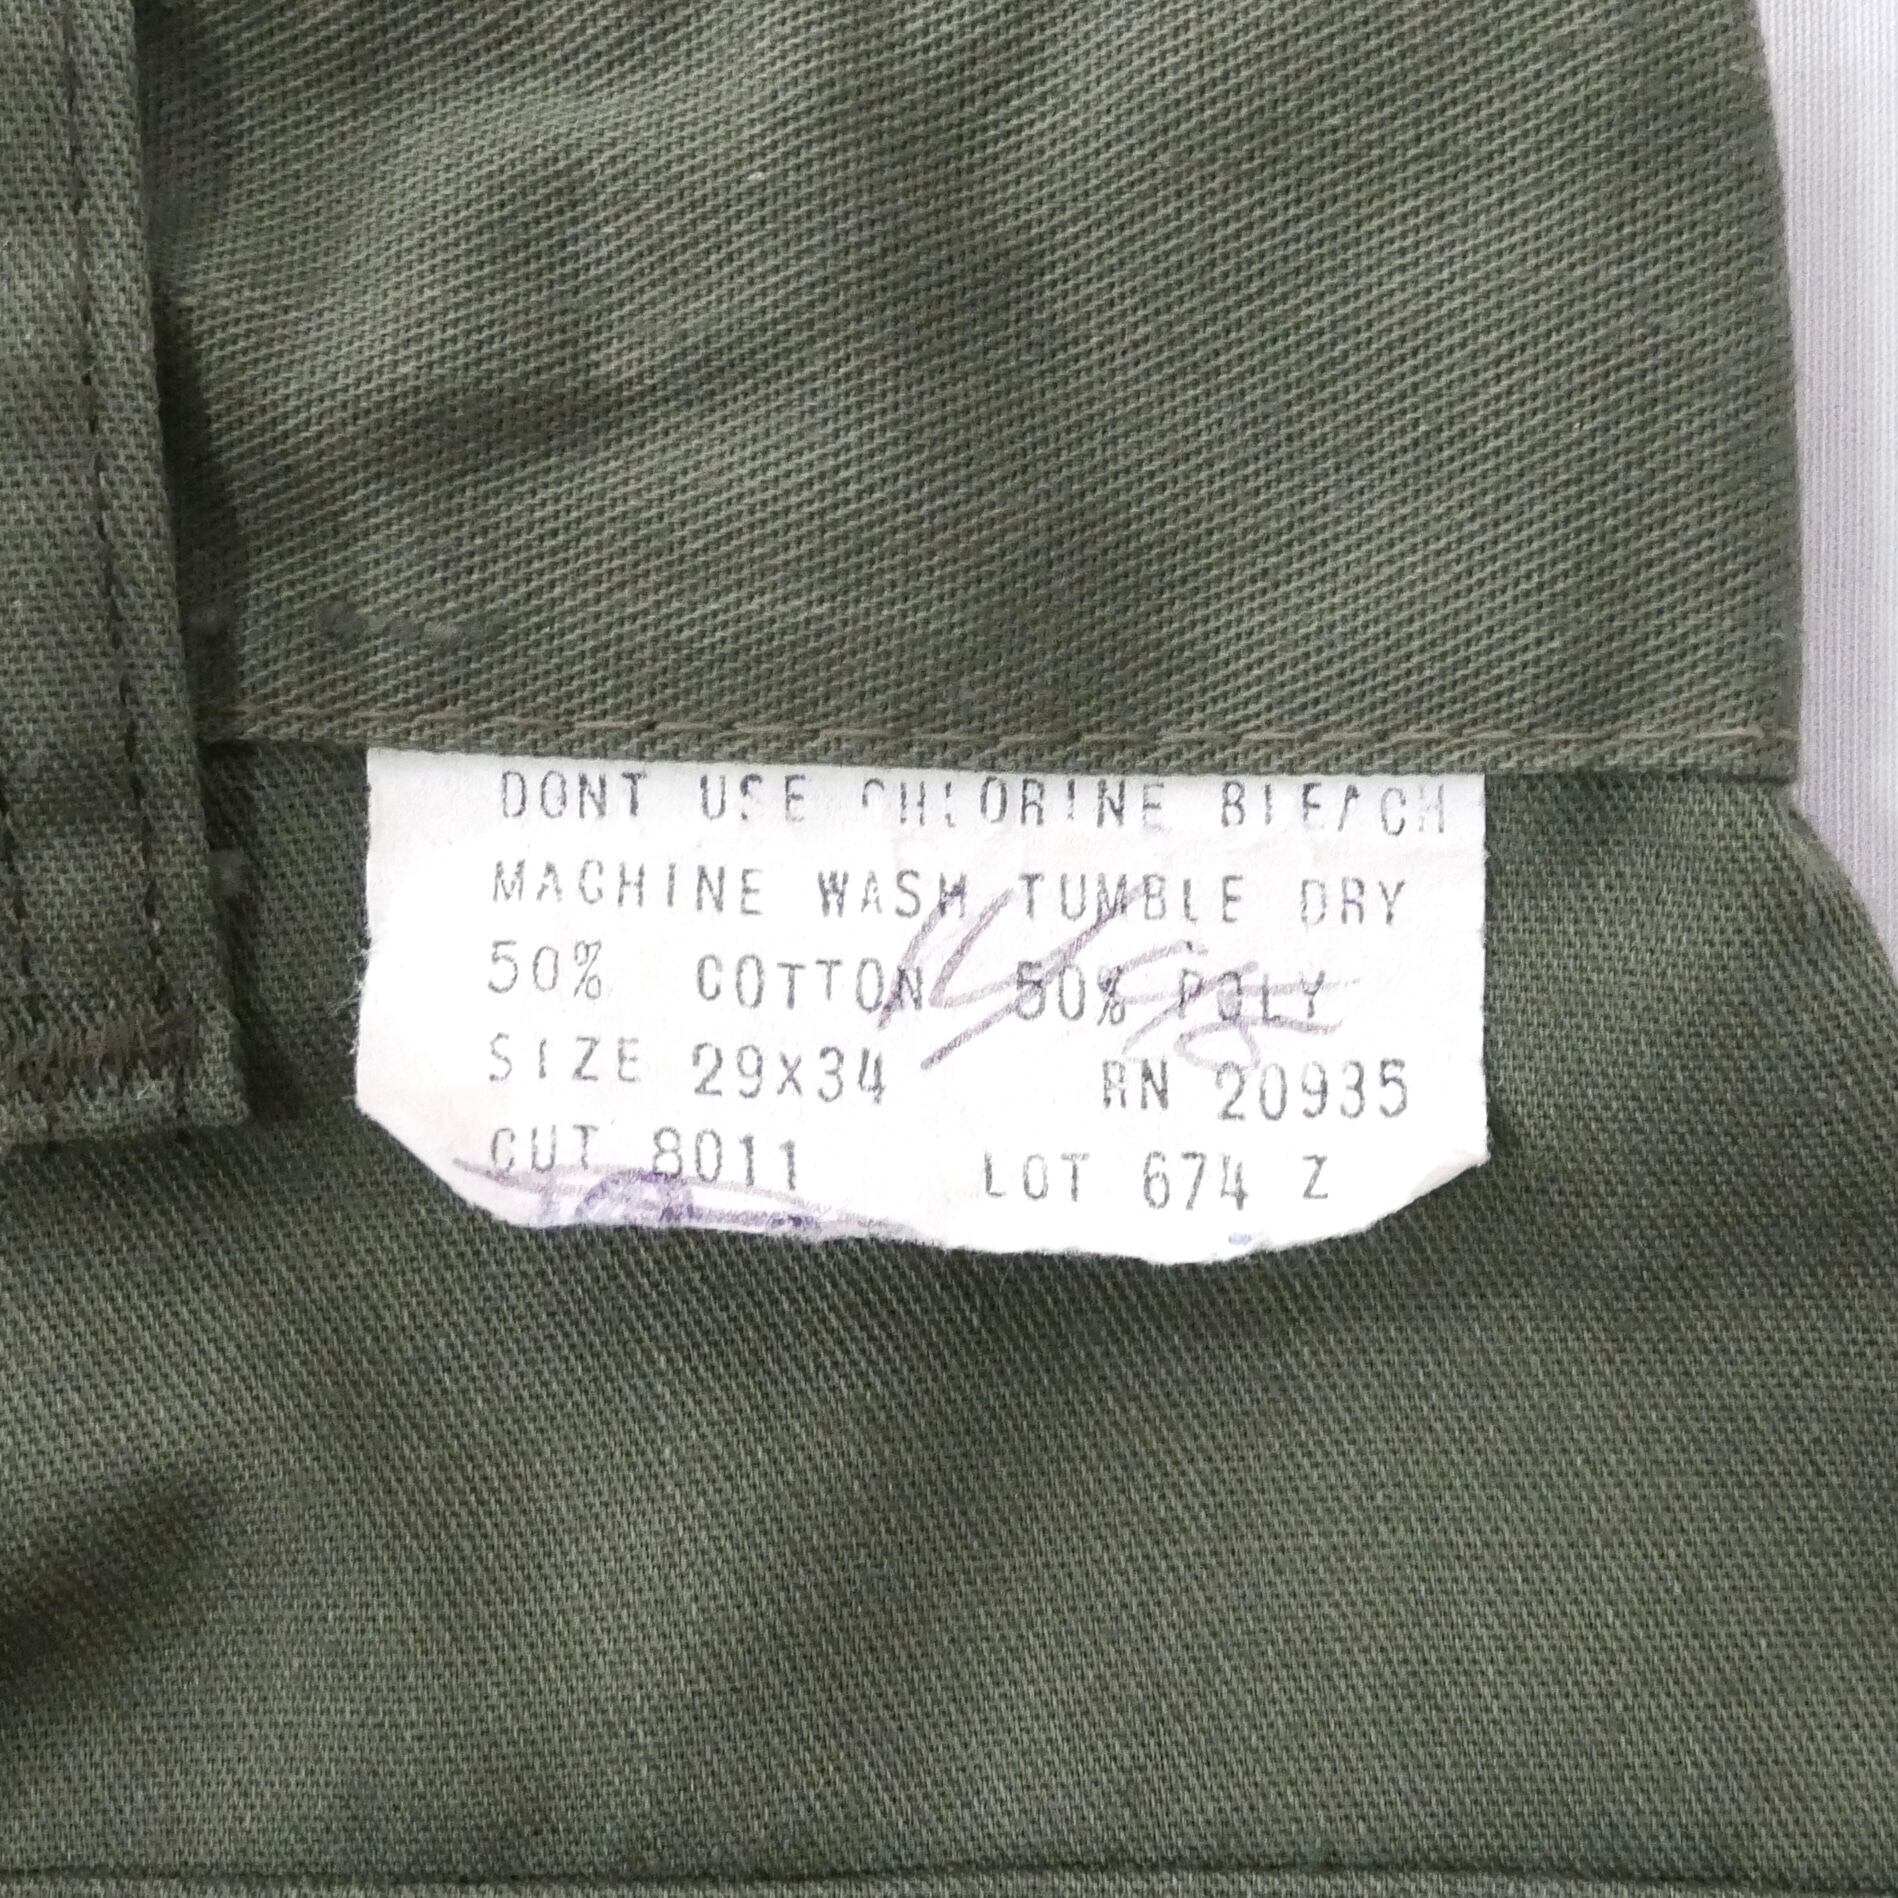 DONT USE CHLORINE BLEACH
MACHINE WASH TUMBLE DRY
50% COTTON 50% POLY
SIZE 29x34 RN 20935
CUT 8011 LOT 674 Z